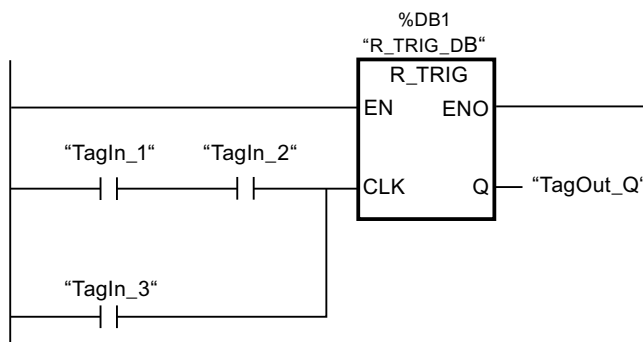 %DB1
“R_TRIG_DB“
R_TRIG
EN ENO
“TagIn_1“ “TagIn_2“
CLK Q “TagOut_Q“
“TagIn_3“